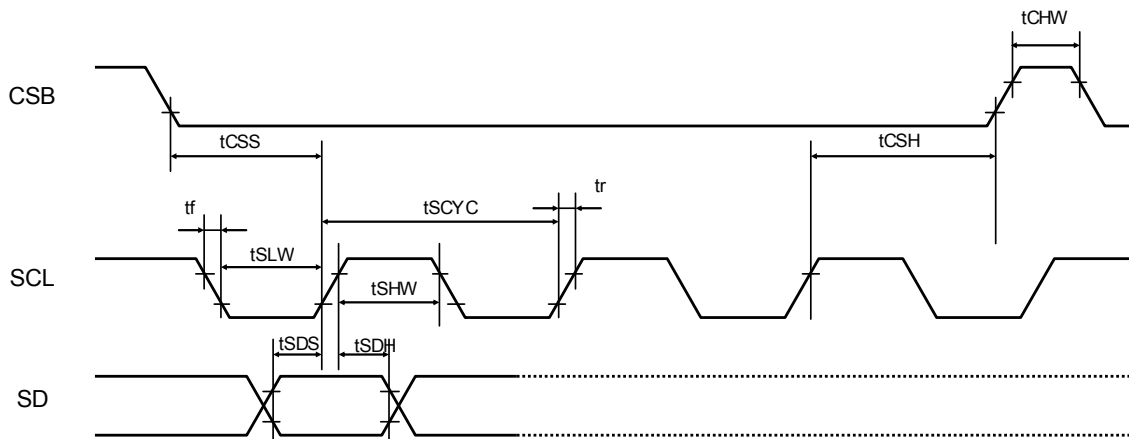 tCHW
CSB
tCSS
tCSH
tf
tSCYC
tr
tSLW
SCL
tSHW
tSDS
tSDH
SD